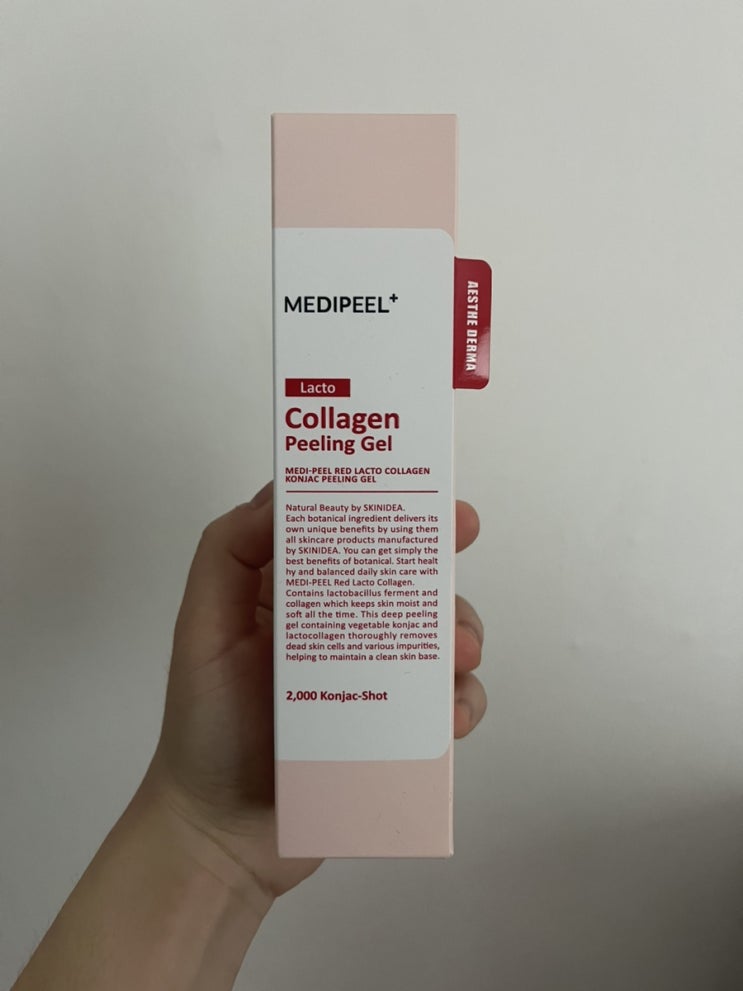 MEDIPEEL+
AESTHE DERMA
Lacto
Collagen
Peeling Gel
MEDI-PEEL RED LACTO COLLAGEN
KONJAC PEELING GEL
Natural Beauty by SKINIDEA.
Each botanical ingredient delivers its
own unique benefits by using them
all skincare products manufactured
by SKINIDEA. You can get simply the
best benefits of botanical. Start healt
hy and balanced daily skin care with
MEDI-PEEL Red Lacto Collagen.
Contains lactobacillus ferment and
collagen which keeps skin moist and
soft all the time. This deep peeling
gel containing vegetable konjac and
lactocollagen thoroughly removes
dead skin cells and various impurities,
helping to maintain a clean skin base.
2,000 Konjac-Shot